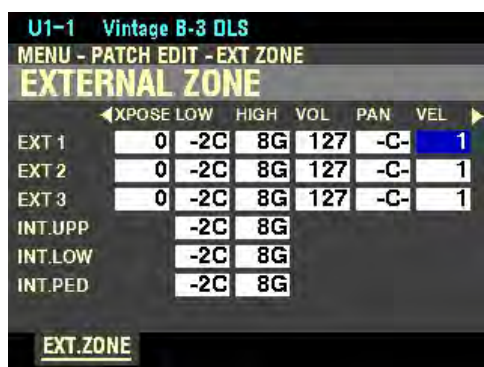 U1-1 Vintage B-3 DLS
MENU - PATCH EDIT - EXT ZONE
EXTERNAL ZONE
◀XPOSE LOW HIGH VOL PAN VEL ▶
EXT 1 0 -2C 8G 127 -C- 1
EXT 2 0 -2C 8G 127 -C- 1
EXT 3 0 -2C 8G 127 -C- 1
INT.UPP -2C 8G
INT.LOW -2C 8G
INT.PED -2C 8G
EXT.ZONE